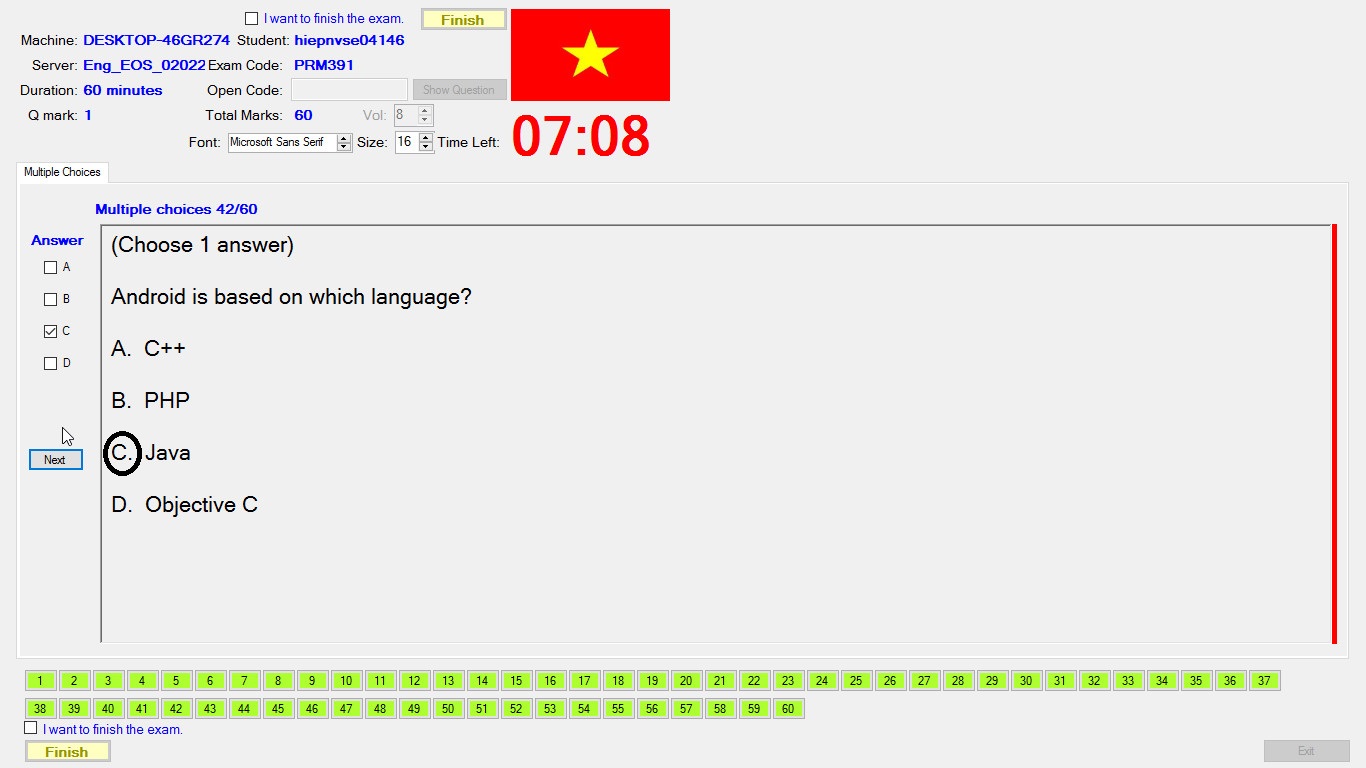 I want to finish the exam. Finish
Machine: DESKTOP-46GR274 Student: hiepnvse04146
Server: Eng_EOS_02022 Exam Code: PRM391
Duration: 60 minutes Open Code: Show Question
Q mark: 1 Total Marks: 60 Vol: 8
Font: Microsoft Sans Serif Size: 16 Time Left: 07:08
Multiple Choices
Multiple choices 42/60
Answer
A
B
C
D
Next
(Choose 1 answer)
Android is based on which language?
A. C++
B. PHP
C. Java
D. Objective C
1 2 3 4 5 6 7 8 9 10 11 12 13 14 15 16 17 18 19 20 21 22 23 24 25 26 27 28 29 30 31 32 33 34 35 36 37
38 39 40 41 42 43 44 45 46 47 48 49 50 51 52 53 54 55 56 57 58 59 60
I want to finish the exam.
Finish
Exit